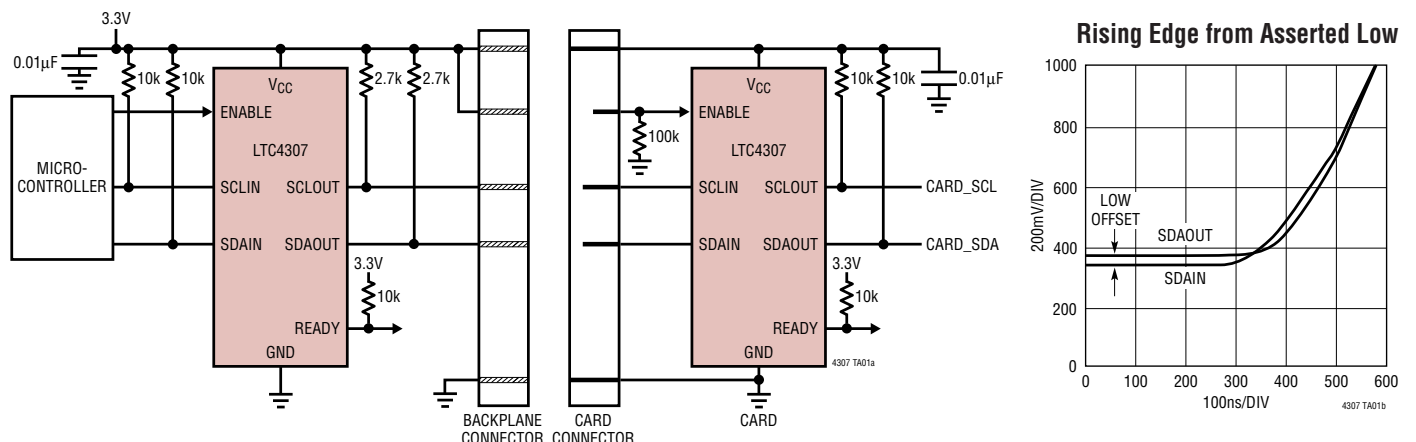 3.3V
0.01µF
10k
10k
2.7k
2.7k
VCC
ENABLE
LTC4307
MICRO-
CONTROLLER
SCLIN
SCLOUT
SDAIN
SDAOUT
3.3V
10k
READY
GND
BACKPLANE
CONNECTOR
CARD
CONNECTOR
100k
VCC
ENABLE
LTC4307
SCLIN
SCLOUT
SDAIN
SDAOUT
10k
10k
0.01µF
CARD_SCL
CARD_SDA
3.3V
10k
READY
GND
4307 TA01a
CARD
Rising Edge from Asserted Low
1000
800
600
400
200
0
200mV/DIV
LOW
OFFSET
SDAOUT
SDAIN
0 100 200 300 400 500 600
100ns/DIV
4307 TA01b